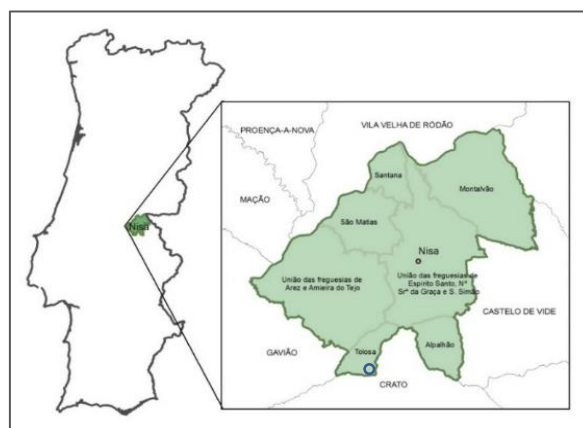 Nisa
PROENÇA-A-NOVA
VILA VELHA DE RÓDÃO
MAÇÃO
Santana
Montalvão
São Matias
Nisa
União das freguesias de
Arez e Amieira do Tejo
União das freguesias de
Espírito Santo, Nª
Srª da Graça e S. Simão
CASTELO DE VIDE
GAVIÃO
Tolosa
Alpalhão
CRATO